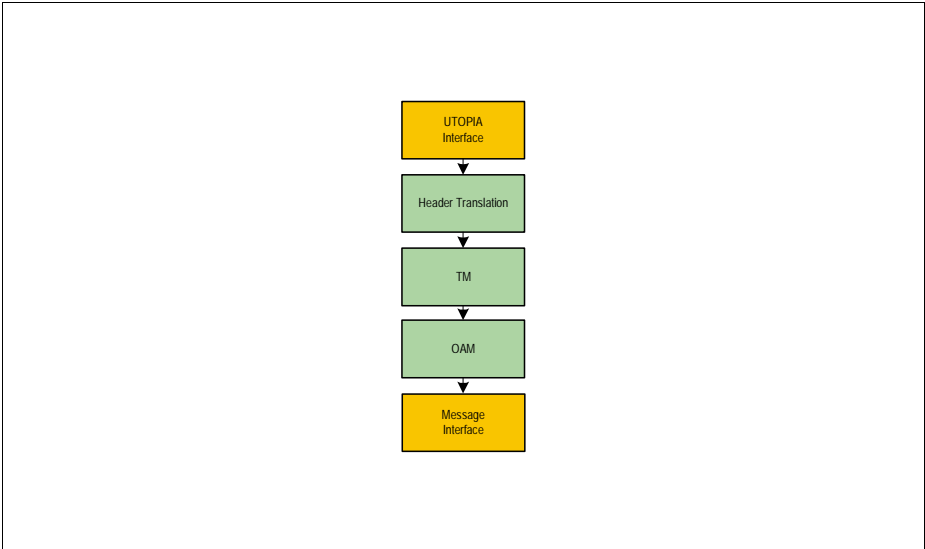 UTOPIA
Interface
Header Translation
TM
OAM
Message
Interface